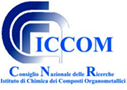 ICCOM
Consiglio Nazionale delle Ricerche
Istituto di Chimica dei Composti Organometallici